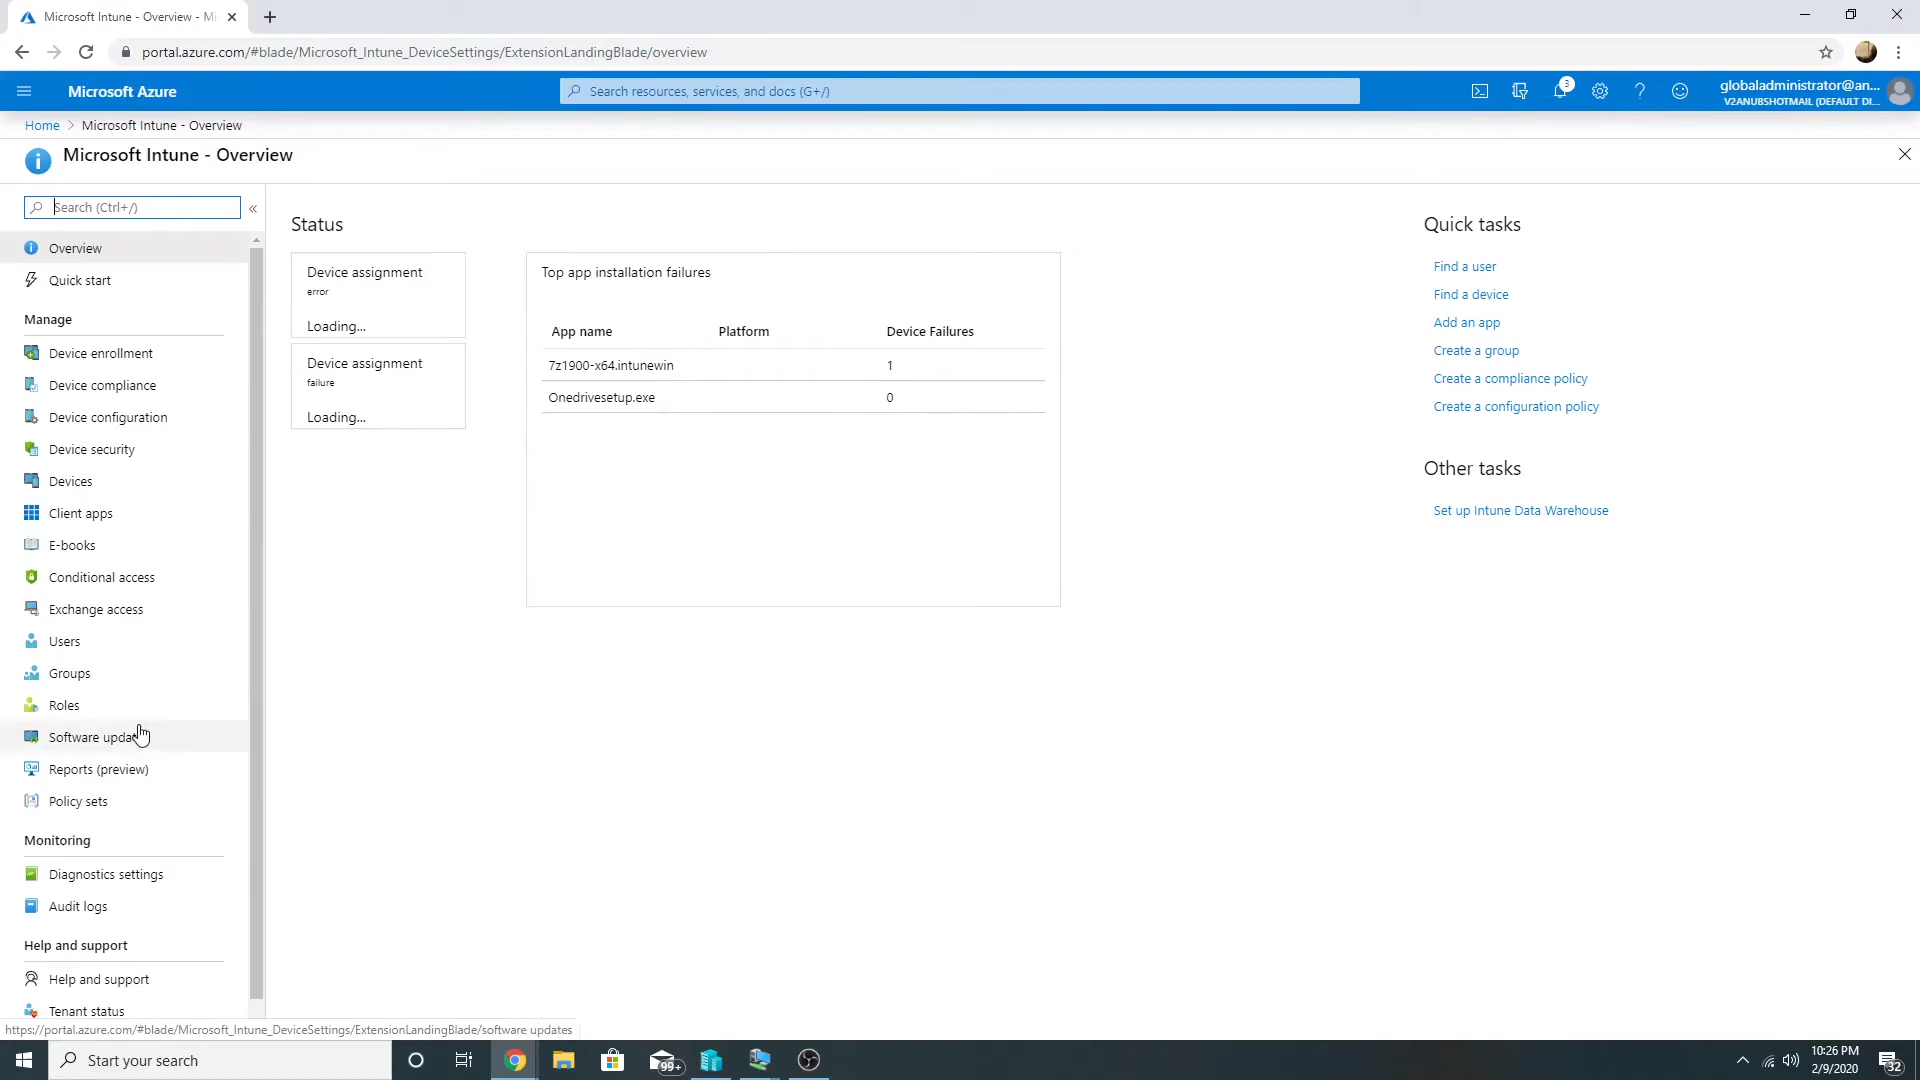 Microsoft Intune - Overview - Mi
portal.azure.com/#blade/Microsoft_Intune_DeviceSettings/ExtensionLandingBlade/overview
Microsoft Azure
Search resources, services, and docs (G+/)
3
globaladministrator@an...
V2ANUBSHOTMAIL (DEFAULT DI...
Home > Microsoft Intune - Overview
Microsoft Intune - Overview
Search (Ctrl+/)
Overview
Quick start
Manage
Device enrollment
Device compliance
Device configuration
Device security
Devices
Client apps
E-books
Conditional access
Exchange access
Users
Groups
Roles
Software upda
Reports (preview)
Policy sets
Monitoring
Diagnostics settings
Audit logs
Help and support
Help and support
Tenant status
Status
Device assignment
error
Loading...
Device assignment
failure
Loading...
Top app installation failures
App name Platform Device Failures
7z1900-x64.intunewin 1
Onedrivesetup.exe 0
Quick tasks
Find a user
Find a device
Add an app
Create a group
Create a compliance policy
Create a configuration policy
Other tasks
Set up Intune Data Warehouse
https://portal.azure.com/#blade/Microsoft_Intune_DeviceSettings/ExtensionLandingBlade/software updates
Start your search
99+
10:26 PM
2/9/2020
32